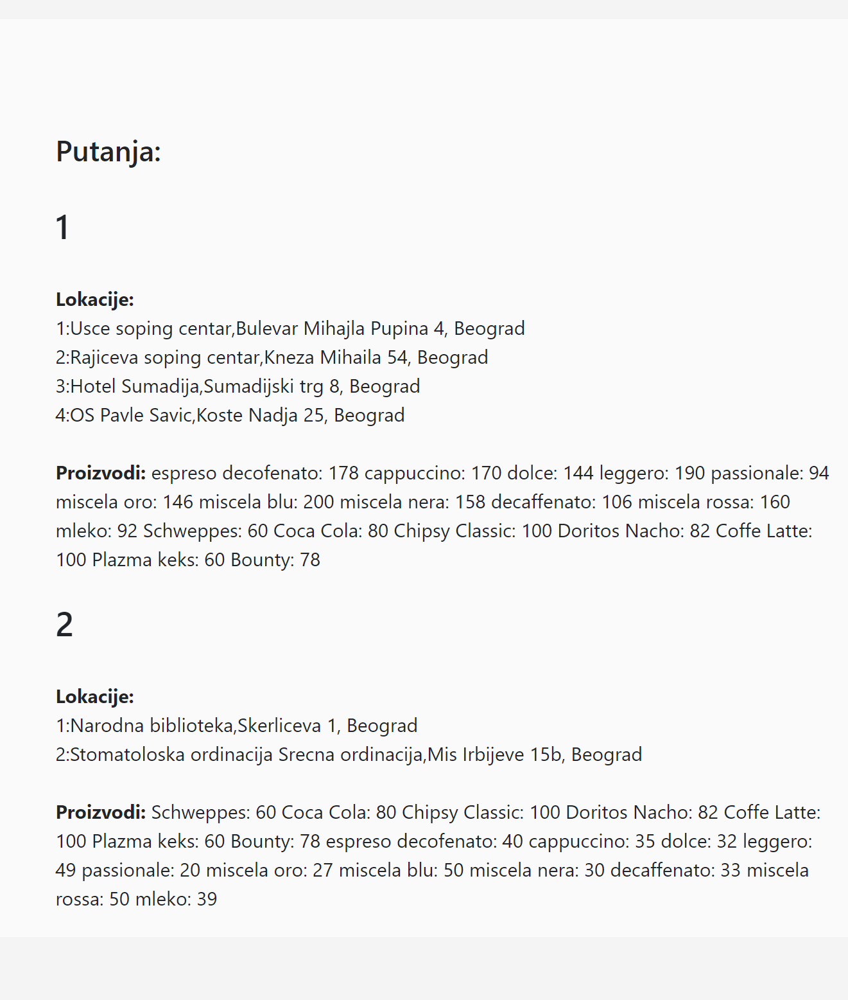 Putanja:
1
Lokacije:
1:Usce soping centar,Bulevar Mihajla Pupina 4, Beograd
2:Rajiceva soping centar,Kneza Mihaila 54, Beograd
3:Hotel Sumadija,Sumadijski trg 8, Beograd
4:OS Pavle Savic,Koste Nadja 25, Beograd
Proizvodi: espreso decofenato: 178 cappuccino: 170 dolce: 144 leggero: 190 passionale: 94
miscela oro: 146 miscela blu: 200 miscela nera: 158 decaffenato: 106 miscela rossa: 160
mleko: 92 Schweppes: 60 Coca Cola: 80 Chipsy Classic: 100 Doritos Nacho: 82 Coffe Latte:
100 Plazma keks: 60 Bounty: 78
2
Lokacije:
1:Narodna biblioteka,Skerliceva 1, Beograd
2:Stomatoloska ordinacija Srecna ordinacija,Mis Irbijeve 15b, Beograd
Proizvodi: Schweppes: 60 Coca Cola: 80 Chipsy Classic: 100 Doritos Nacho: 82 Coffe Latte:
100 Plazma keks: 60 Bounty: 78 espreso decofenato: 40 cappuccino: 35 dolce: 32 leggero:
49 passionale: 20 miscela oro: 27 miscela blu: 50 miscela nera: 30 decaffenato: 33 miscela
rossa: 50 mleko: 39